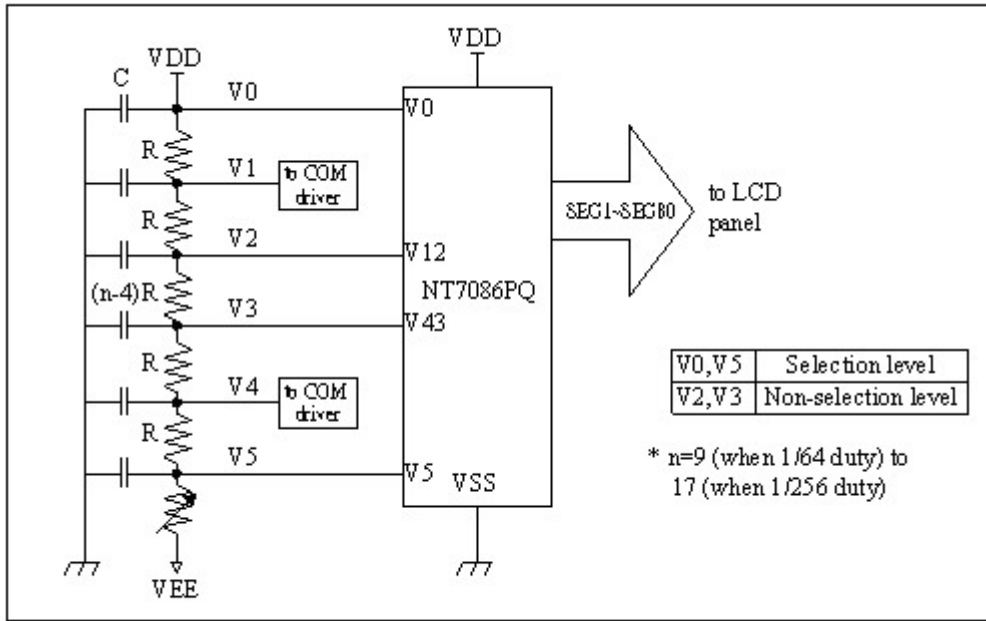 VDD
VDD
C
V0
V0
R
V1
to COM
driver
R
V2
V12
SEG1~SEG80
to LCD
panel
NT7086PQ
(n-4)R
V3
V43
R
V4
to COM
driver
R
V5
V5
VSS
VEE
V0,V5 Selection level
V2,V3 Non-selection level
* n=9 (when 1/64 duty) to
17 (when 1/256 duty)